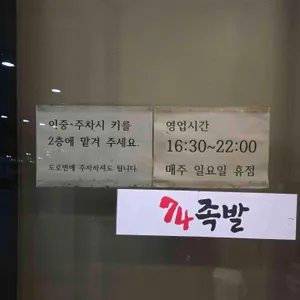 인중~주차시 키를
2층에 맡겨 주세요.
도로변에 주차하셔도 됩니다.
영업시간
16:30~22:00
매주 일요일 휴점
74족발